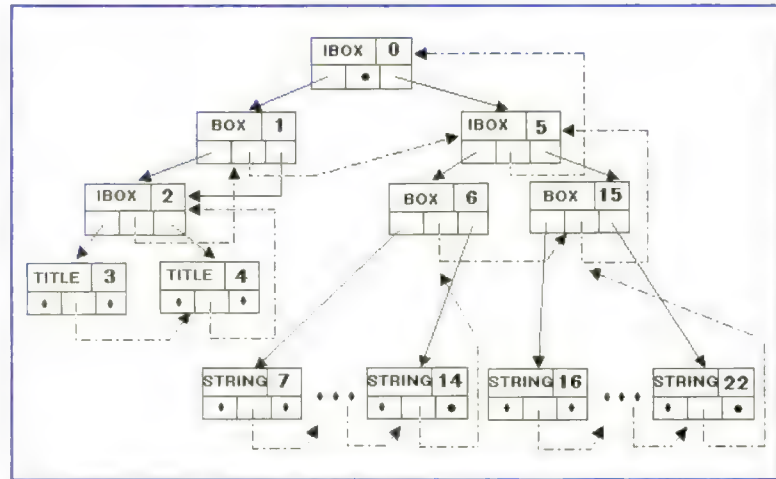 IBOX 0
BOX 1
IBOX 5
IBOX 2
BOX 6
BOX 15
TITLE 3
TITLE 4
STRING 7
STRING 14
STRING 16
STRING 22